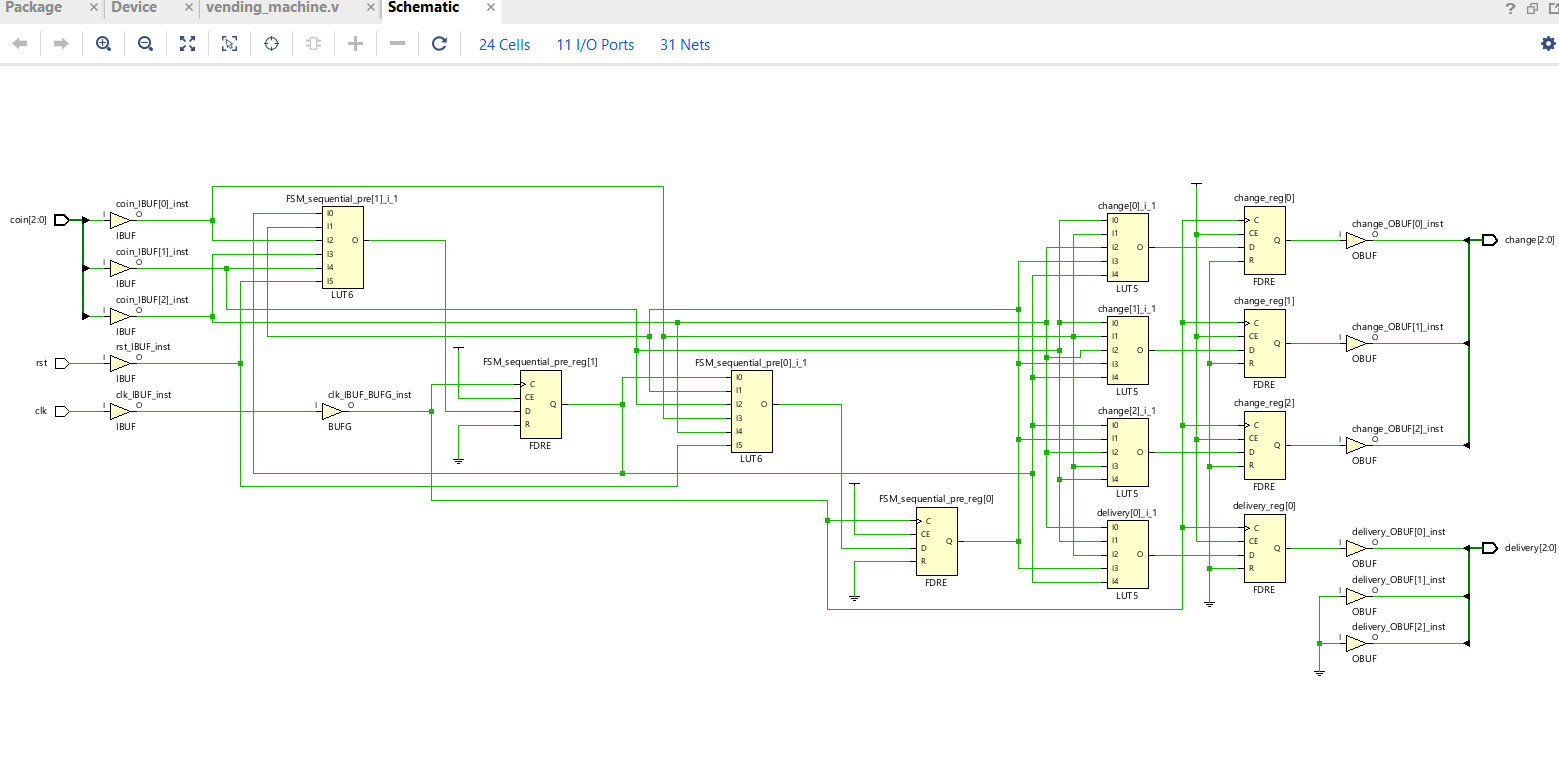 Package × Device × vending_machine.v × Schematic × ?
24 Cells 11 I/O Ports 31 Nets
coin[2:0]
rst
clk
coin_IBUF[0]_inst
I O
IBUF
coin_IBUF[1]_inst
I O
IBUF
coin_IBUF[2]_inst
I O
IBUF
rst_IBUF_inst
I O
IBUF
clk_IBUF_inst
I O
IBUF
FSM_sequential_pre[1]_i_1
I0
I1
I2 O
I3
I4
I5
LUT6
clk_IBUF_BUFG_inst
I O
BUFG
FSM_sequential_pre_reg[1]
C
CE
D Q
R
FDRE
FSM_sequential_pre[0]_i_1
I0
I1
I2 O
I3
I4
I5
LUT6
FSM_sequential_pre_reg[0]
C
CE
D Q
R
FDRE
change[0]_i_1
I0
I1
I2 O
I3
I4
LUT5
change[1]_i_1
I0
I1
I2 O
I3
I4
LUT5
change[2]_i_1
I0
I1
I2 O
I3
I4
LUT5
delivery[0]_i_1
I0
I1
I2 O
I3
I4
LUT5
change_reg[0]
C
CE
D Q
R
FDRE
change_reg[1]
C
CE
D Q
R
FDRE
change_reg[2]
C
CE
D Q
R
FDRE
delivery_reg[0]
C
CE
D Q
R
FDRE
change_OBUF[0]_inst
I O
OBUF
change_OBUF[1]_inst
I O
OBUF
change_OBUF[2]_inst
I O
OBUF
delivery_OBUF[0]_inst
I O
OBUF
delivery_OBUF[1]_inst
I O
OBUF
delivery_OBUF[2]_inst
I O
OBUF
change[2:0]
delivery[2:0]